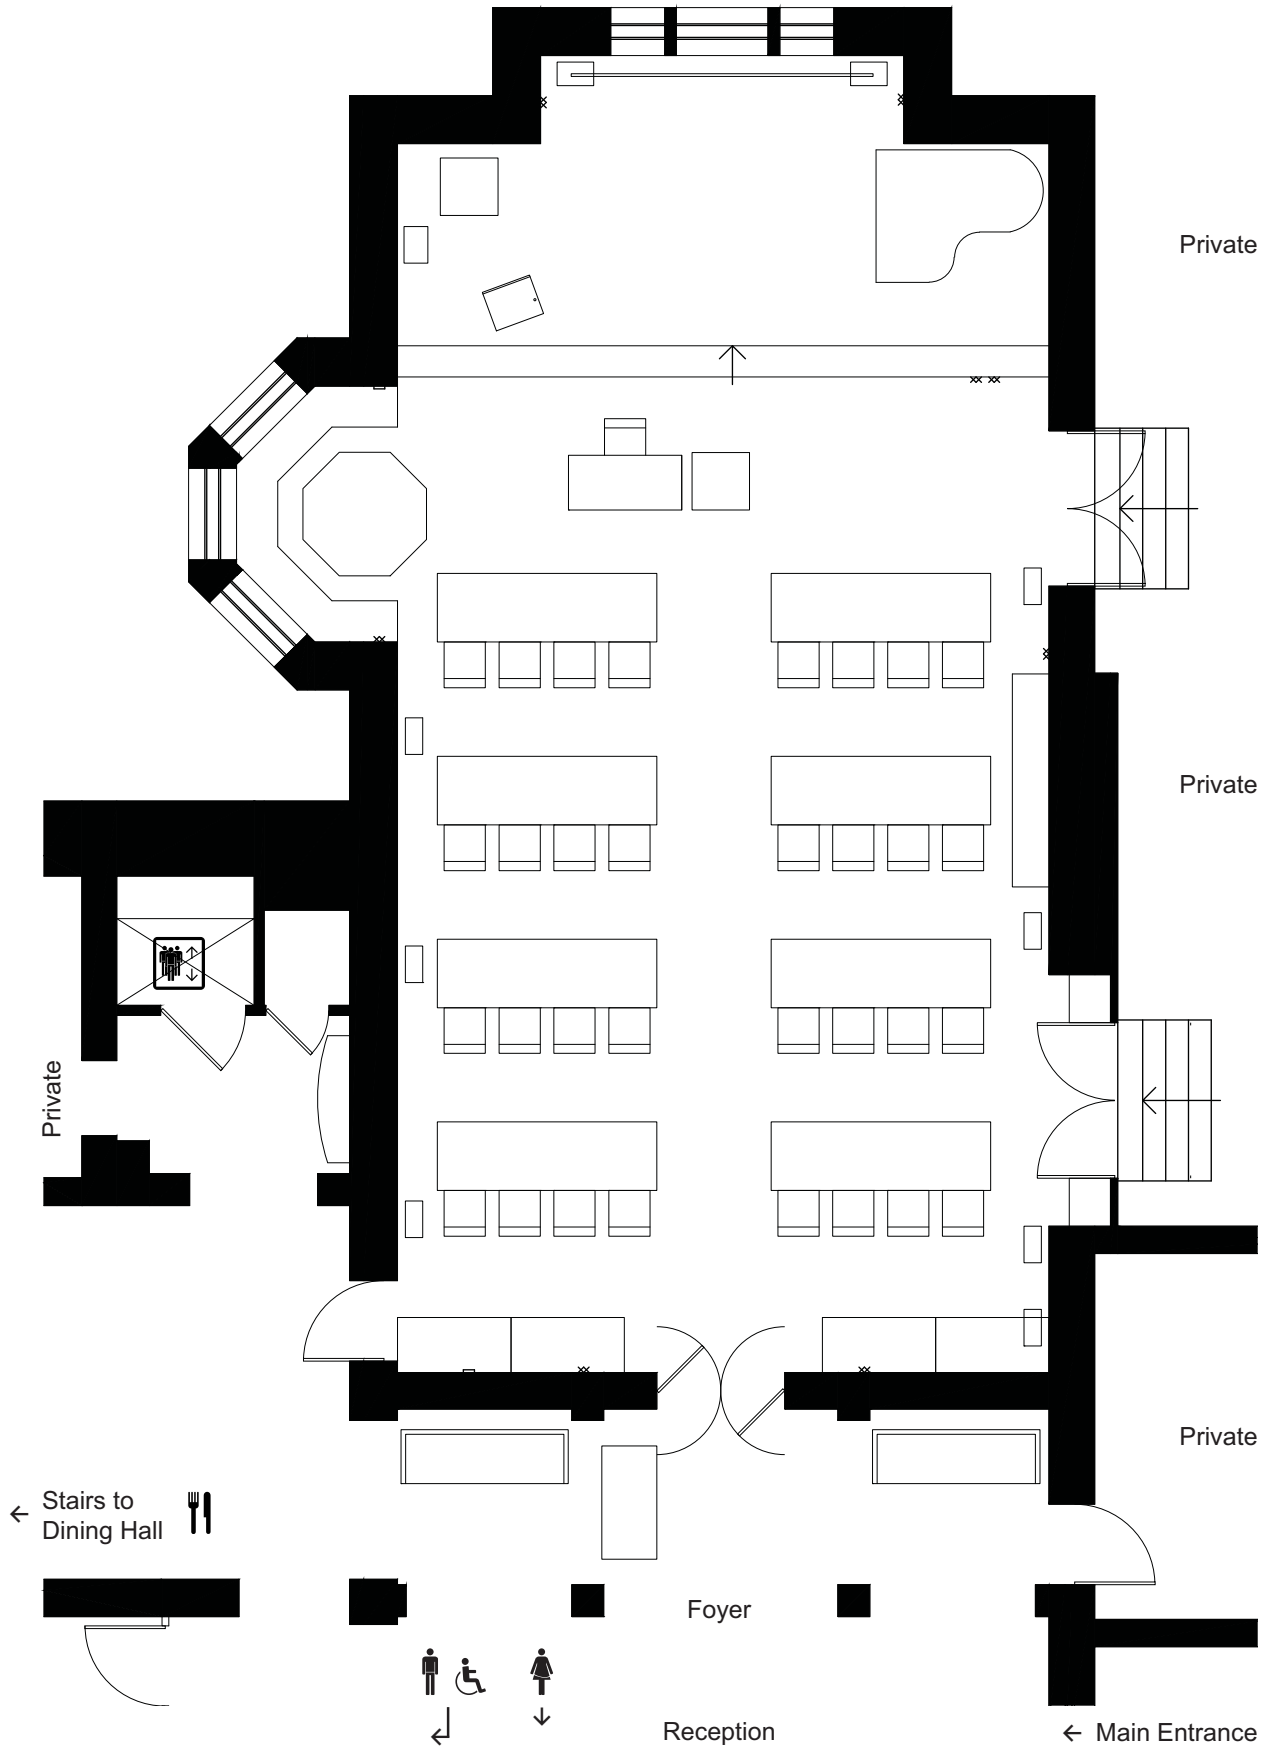 Private
Private
Private
Private
← Stairs to
Dining Hall
Foyer
Reception
← Main Entrance